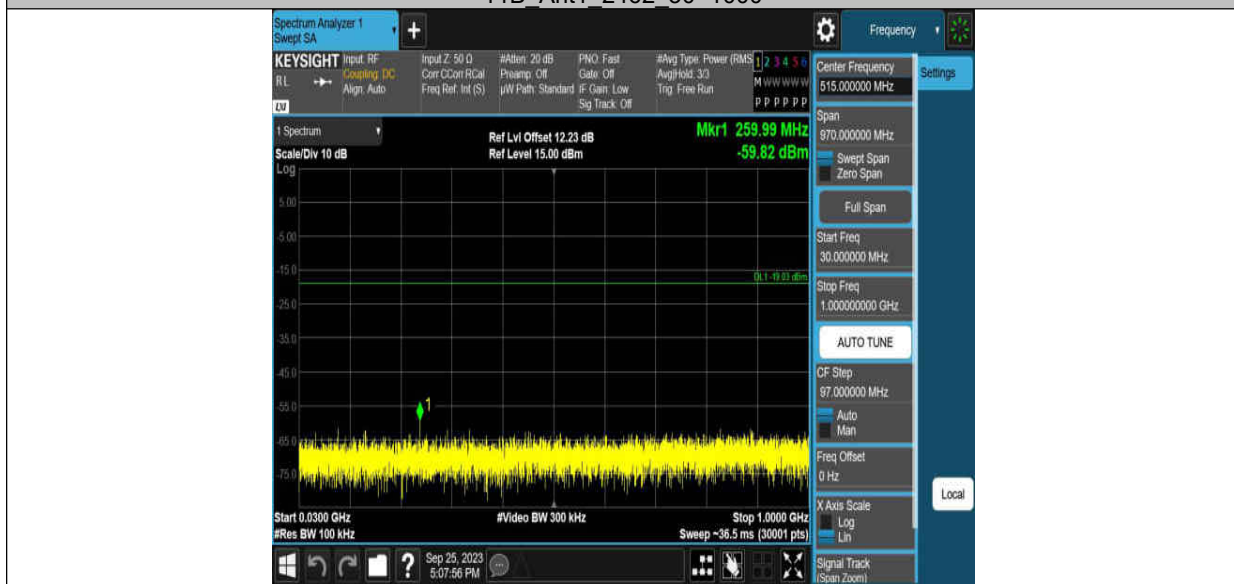 11B_Ant1_2462_30~1000
Spectrum Analyzer 1
Swept SA
+
Frequency
KEYSIGHT
RL
LXI
Input: RF
Coupling: DC
Align: Auto
Input Z: 50 Ω
Corr CCorr RCal
Freq Ref: Int (S)
#Atten: 20 dB
Preamp: Off
µW Path: Standard
PNO: Fast
Gate: Off
IF Gain: Low
Sig Track: Off
#Avg Type: Power (RMS
Avg|Hold: 3/3
Trig: Free Run
1 2 3 4 5 6
M W W W W W
P P P P P P
1 Spectrum
Scale/Div 10 dB
Log
Ref Lvl Offset 12.23 dB
Ref Level 15.00 dBm
Mkr1 259.99 MHz
-59.82 dBm
5.00
-5.00
-15.0
-25.0
-35.0
-45.0
-55.0
-65.0
-75.0
DL1 -19.03 dBm
1
Start 0.0300 GHz
#Res BW 100 kHz
#Video BW 300 kHz
Stop 1.0000 GHz
Sweep ~36.5 ms (30001 pts)
?
Sep 25, 2023
5:07:56 PM
Center Frequency
515.000000 MHz
Span
970.000000 MHz
Swept Span
Zero Span
Full Span
Start Freq
30.000000 MHz
Stop Freq
1.000000000 GHz
AUTO TUNE
CF Step
97.000000 MHz
Auto
Man
Freq Offset
0 Hz
X Axis Scale
Log
Lin
Signal Track
(Span Zoom)
Settings
Local